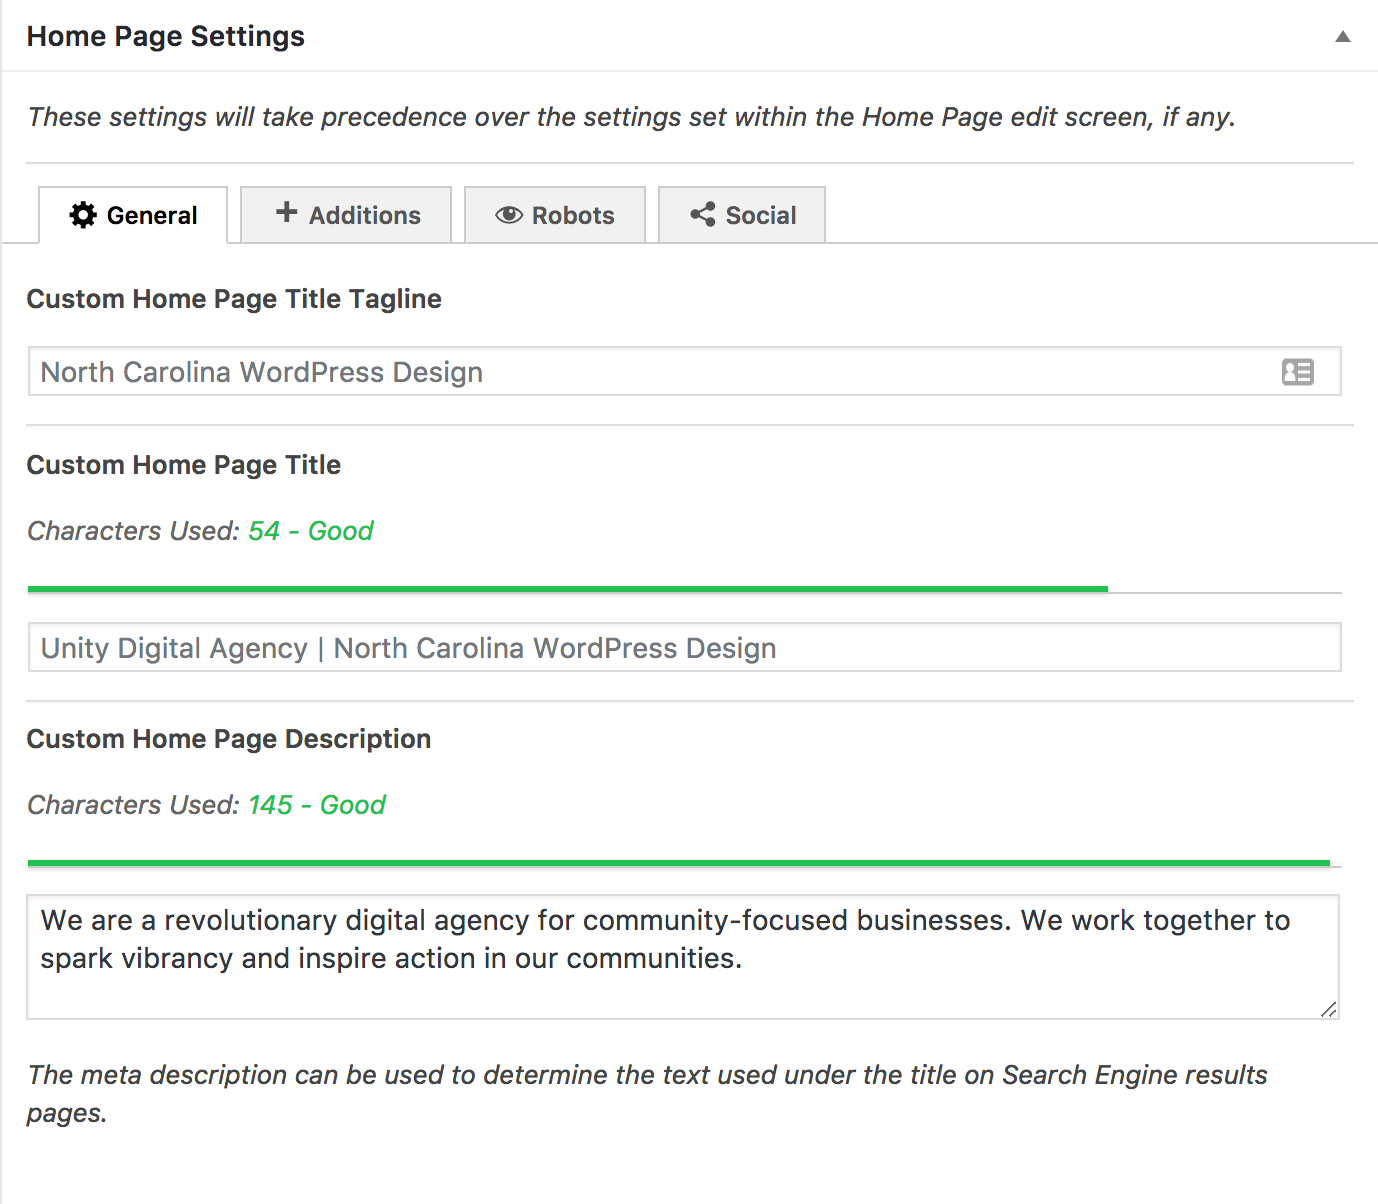 Home Page Settings
These settings will take precedence over the settings set within the Home Page edit screen, if any.
General
Additions
Robots
Social
Custom Home Page Title Tagline
North Carolina WordPress Design
Custom Home Page Title
Characters Used: 54 - Good
Unity Digital Agency | North Carolina WordPress Design
Custom Home Page Description
Characters Used: 145 - Good
We are a revolutionary digital agency for community-focused businesses. We work together to
spark vibrancy and inspire action in our communities.
The meta description can be used to determine the text used under the title on Search Engine results
pages.